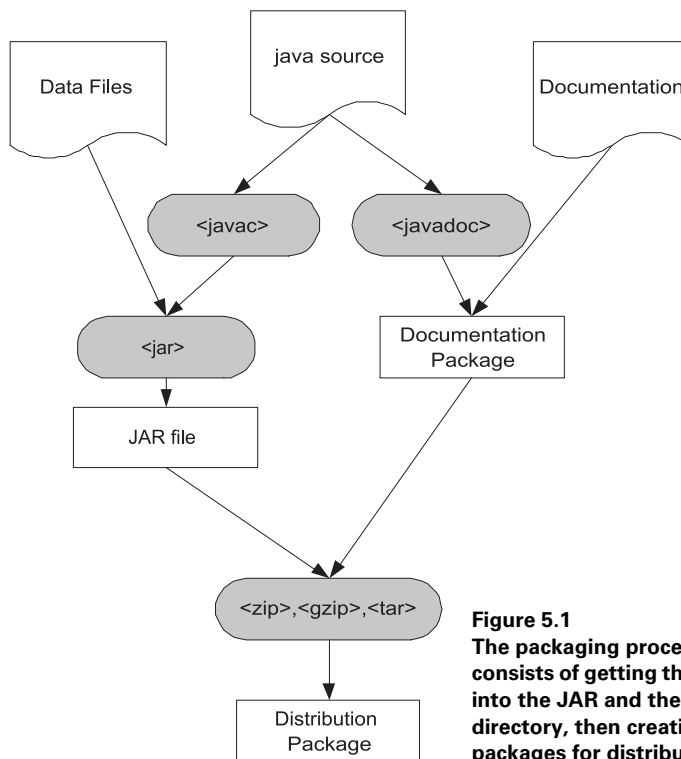 java source
Data Files
Documentation
<javac>
<javadoc>
<jar>
Documentation
Package
JAR file
<zip>,<gzip>,<tar>
Distribution
Package
Figure 5.1
The packaging proce
consists of getting th
into the JAR and the
directory, then creati
packages for distribu